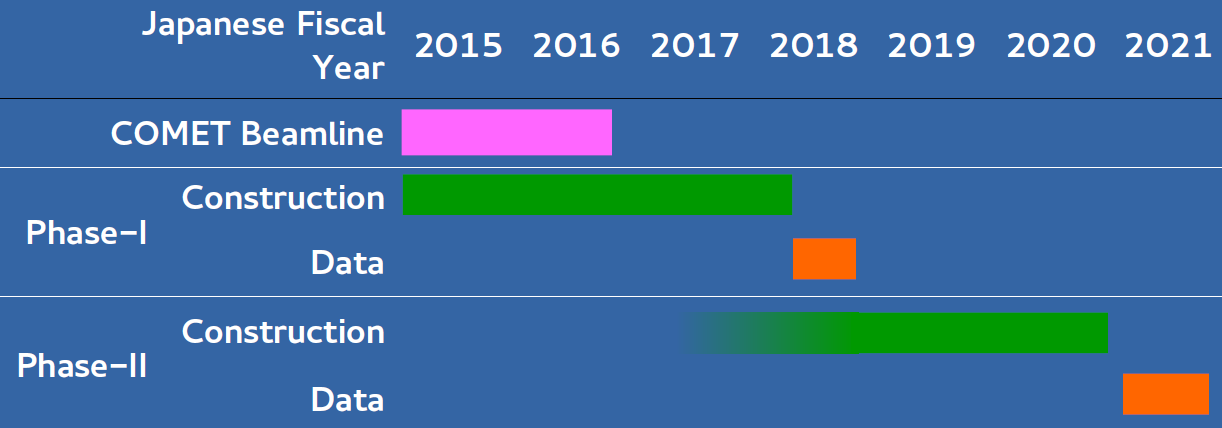 Japanese Fiscal
Year
2015 2016 2017 2018 2019 2020 2021
COMET Beamline
Phase-I
Construction
Data
Phase-II
Construction
Data